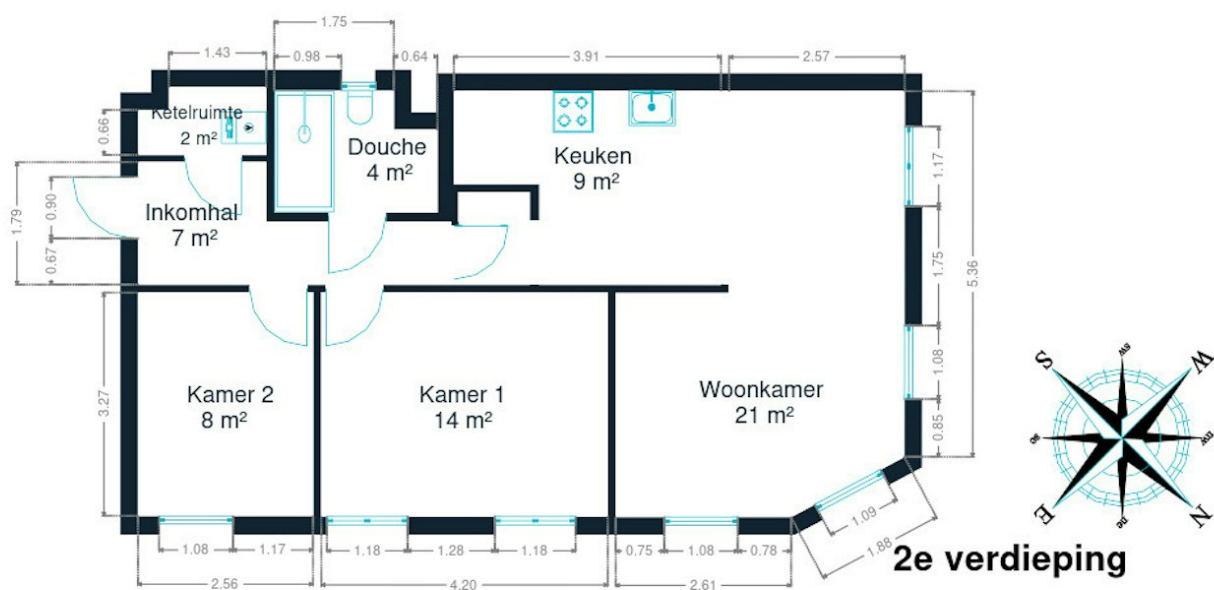 1.75
1.43
0.98
0.64
3.91
2.57
Ketelruimte
2 m²
0.66
Douche
4 m²
Keuken
9 m²
1.17
1.79
0.90
Inkomhal
7 m²
0.67
1.75
5.36
3.27
Kamer 2
8 m²
Kamer 1
14 m²
Woonkamer
21 m²
1.08
0.85
S
SW
W
NW
N
E
1.08
1.17
1.18
1.28
1.18
0.75
1.08
0.78
1.09
1.88
2.56
4.20
2.61
2e verdieping